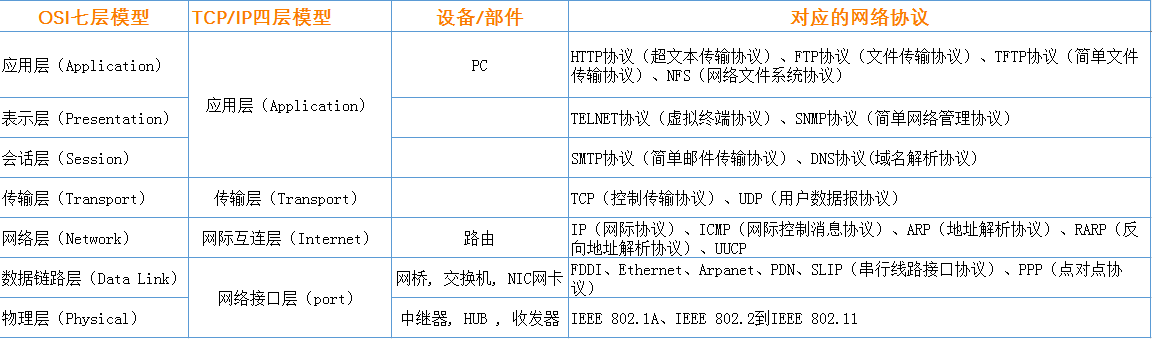 OSI七层模型 TCP/IP四层模型 设备/部件 对应的网络协议
应用层（Application） 应用层（Application） PC HTTP协议（超文本传输协议）、FTP协议（文件传输协议）、TFTP协议（简单文件
传输协议）、NFS（网络文件系统协议）
表示层（Presentation） TELNET协议（虚拟终端协议）、SNMP协议（简单网络管理协议）
会话层（Session） SMTP协议（简单邮件传输协议）、DNS协议(域名解析协议）
传输层（Transport） 传输层（Transport） TCP（控制传输协议）、UDP（用户数据报协议）
网络层（Network） 网际互连层（Internet） 路由 IP（网际协议）、ICMP（网际控制消息协议）、ARP（地址解析协议）、RARP（反
向地址解析协议）、UUCP
数据链路层（Data Link） 网络接口层（port） 网桥, 交换机, NIC网卡 FDDI、Ethernet、Arpanet、PDN、SLIP（串行线路接口协议）、PPP（点对点协
议）
物理层（Physical） 中继器, HUB , 收发器 IEEE 802.1A、IEEE 802.2到IEEE 802.11